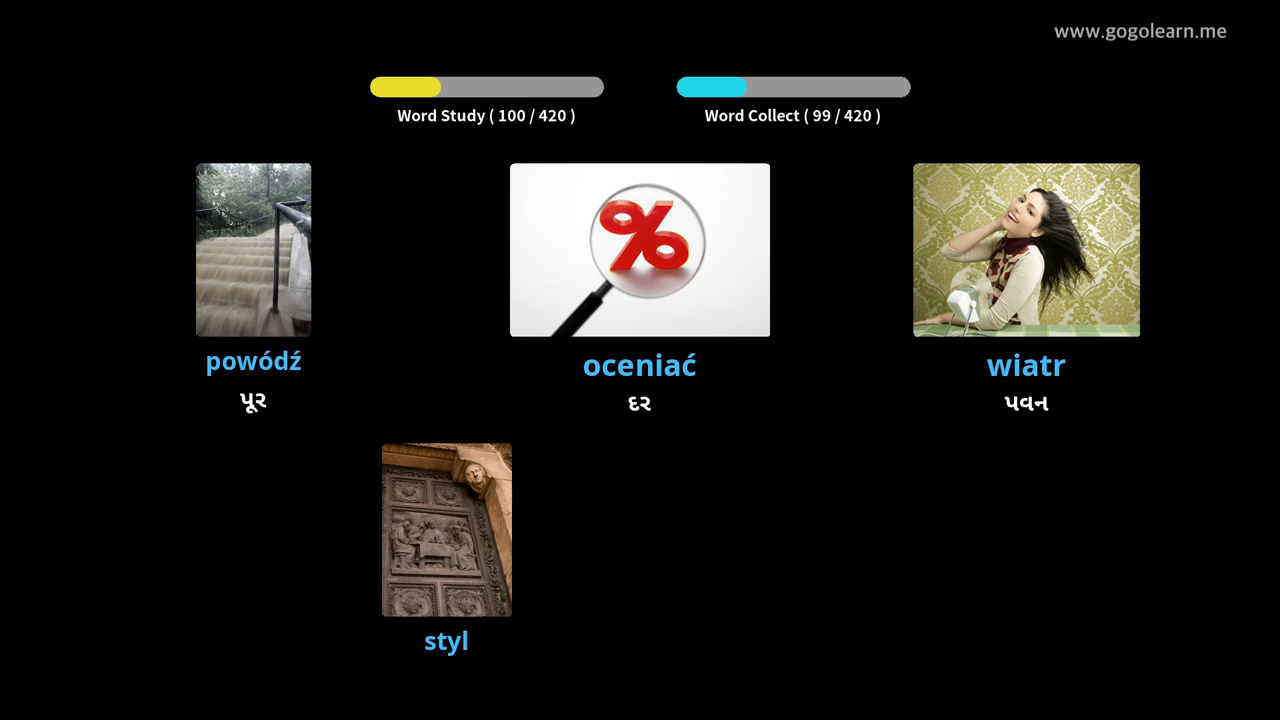 www.gogolearn.me
Word Study ( 100 / 420 )
Word Collect ( 99 / 420 )
powódź
oceniać
wiatr
પૂર
દર
પવન
styl